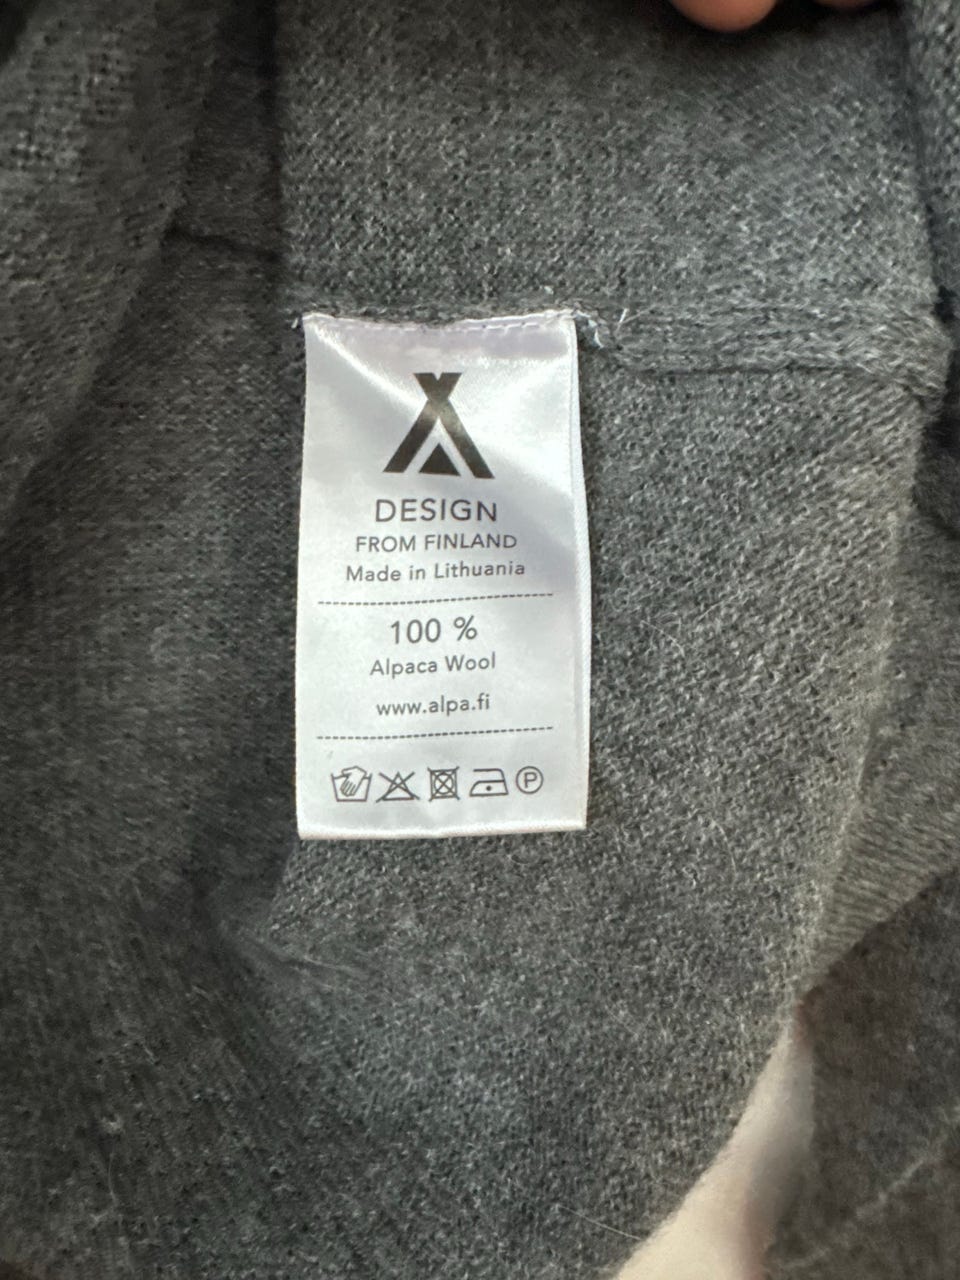 DESIGN
FROM FINLAND
Made in Lithuania
100 %
Alpaca Wool
www.alpa.fi
P